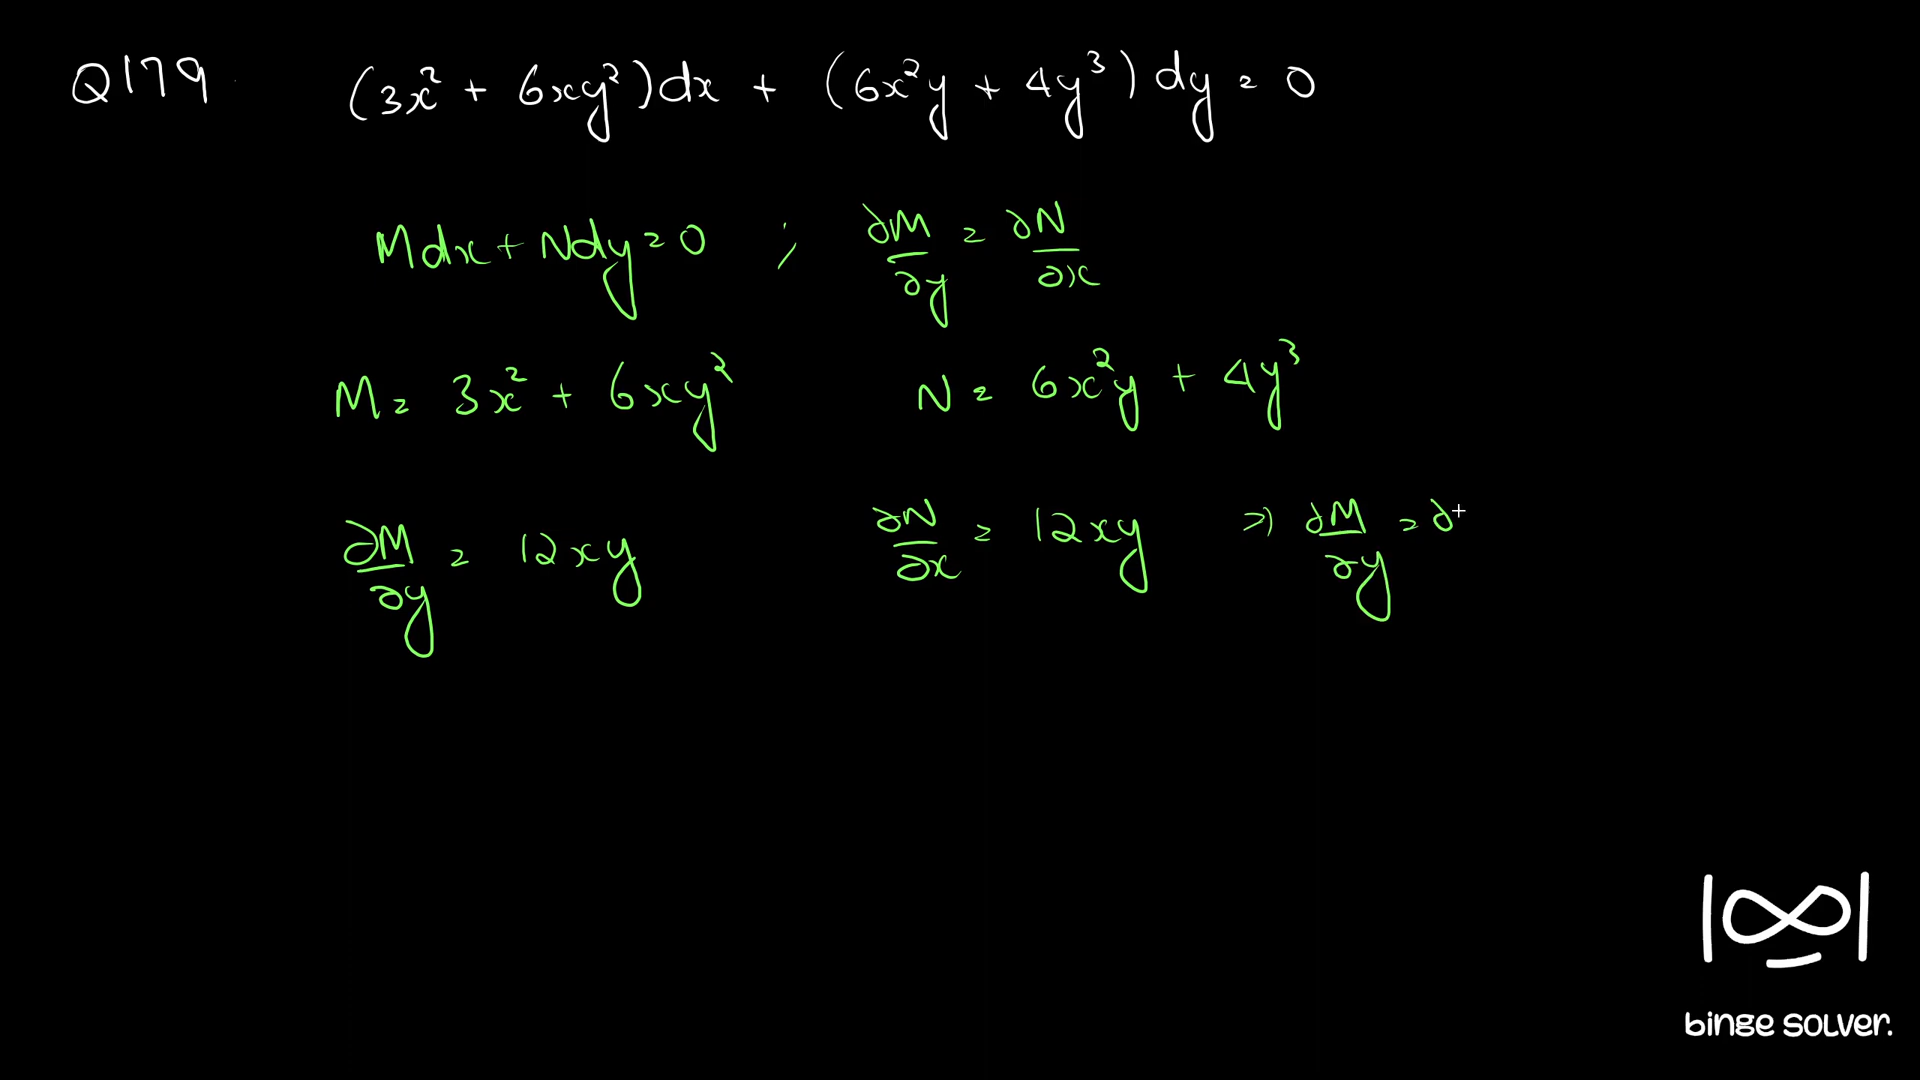 Q179 (3x² + 6xy²)dx + (6x²y + 4y³)dy = 0
Mdx + Ndy = 0 ; ∂M/∂y = ∂N/∂x
M = 3x² + 6xy² N = 6x²y + 4y³
∂M/∂y = 12xy ∂N/∂x = 12xy ⇒ ∂M/∂y = ∂
binge solver.